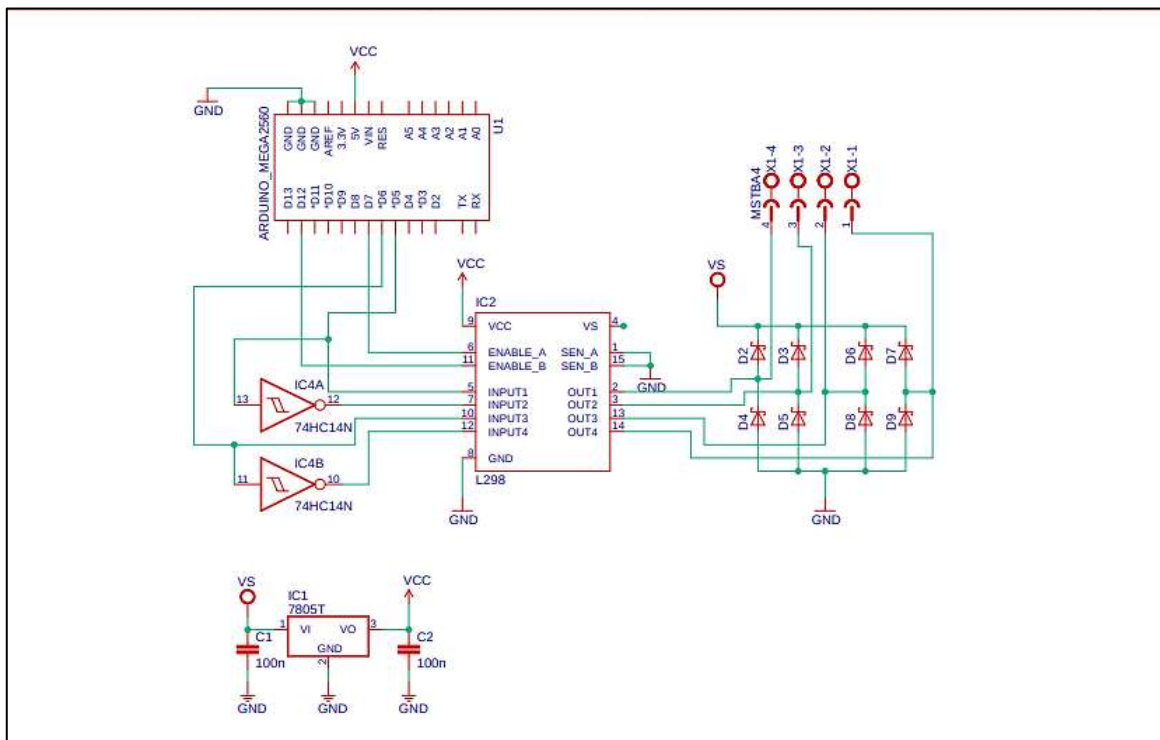 VCC
GND
ARDUINO_MEGA2560
U1
GND
GND
GND
AREF
3.3V
5V
VIN
RES
A5
A4
A3
A2
A1
A0
D13
D12
*D11
*D10
*D9
D8
D7
*D6
*D5
D4
*D3
D2
TX
RX
MSTBA4
X1-4
X1-3
X1-2
X1-1
4
3
2
1
VCC
VS
IC2
9 VCC VS 4
6 ENABLE_A SEN_A 1
11 ENABLE_B SEN_B 15
GND
5 INPUT1 OUT1 2
7 INPUT2 OUT2 3
10 INPUT3 OUT3 13
12 INPUT4 OUT4 14
8 GND
L298
GND
IC4A
13 12
74HC14N
IC4B
11 10
74HC14N
D2
D3
D6
D7
D4
D5
D8
D9
GND
VS
VCC
IC1
7805T
1 VI VO 3
GND
2
C1
100n
C2
100n
GND
GND
GND